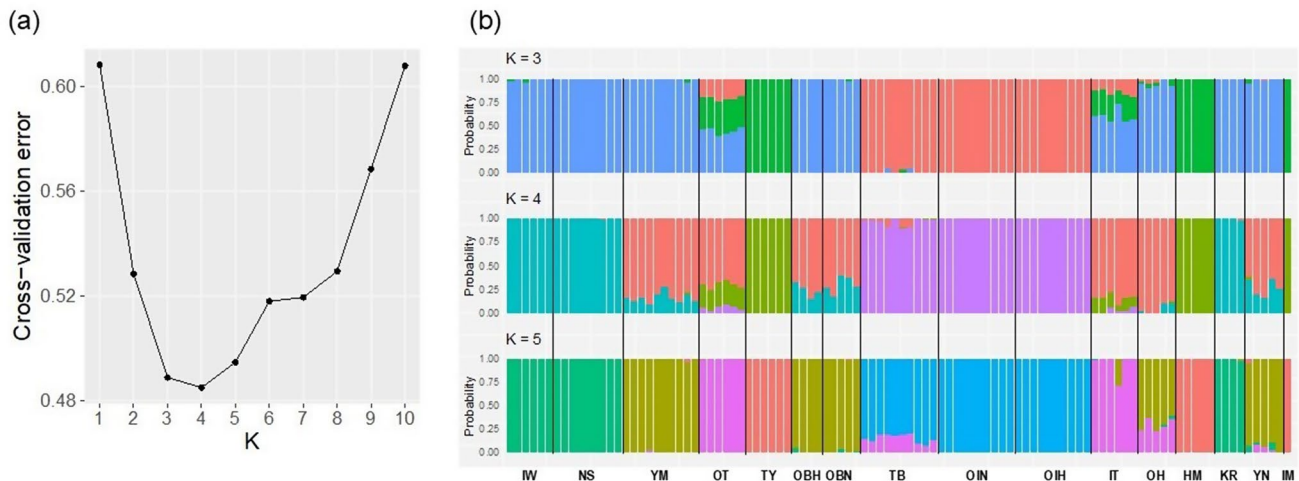 (a)
(b)
Cross-validation error
0.60
0.56
0.52
0.48
1 2 3 4 5 6 7 8 9 10
K
K = 3
Probability
1.00
0.75
0.50
0.25
0.00
K = 4
Probability
1.00
0.75
0.50
0.25
0.00
K = 5
Probability
1.00
0.75
0.50
0.25
0.00
IW NS YM OT TY OBH OBN TB OIN OIH IT OH HM KR YN IM